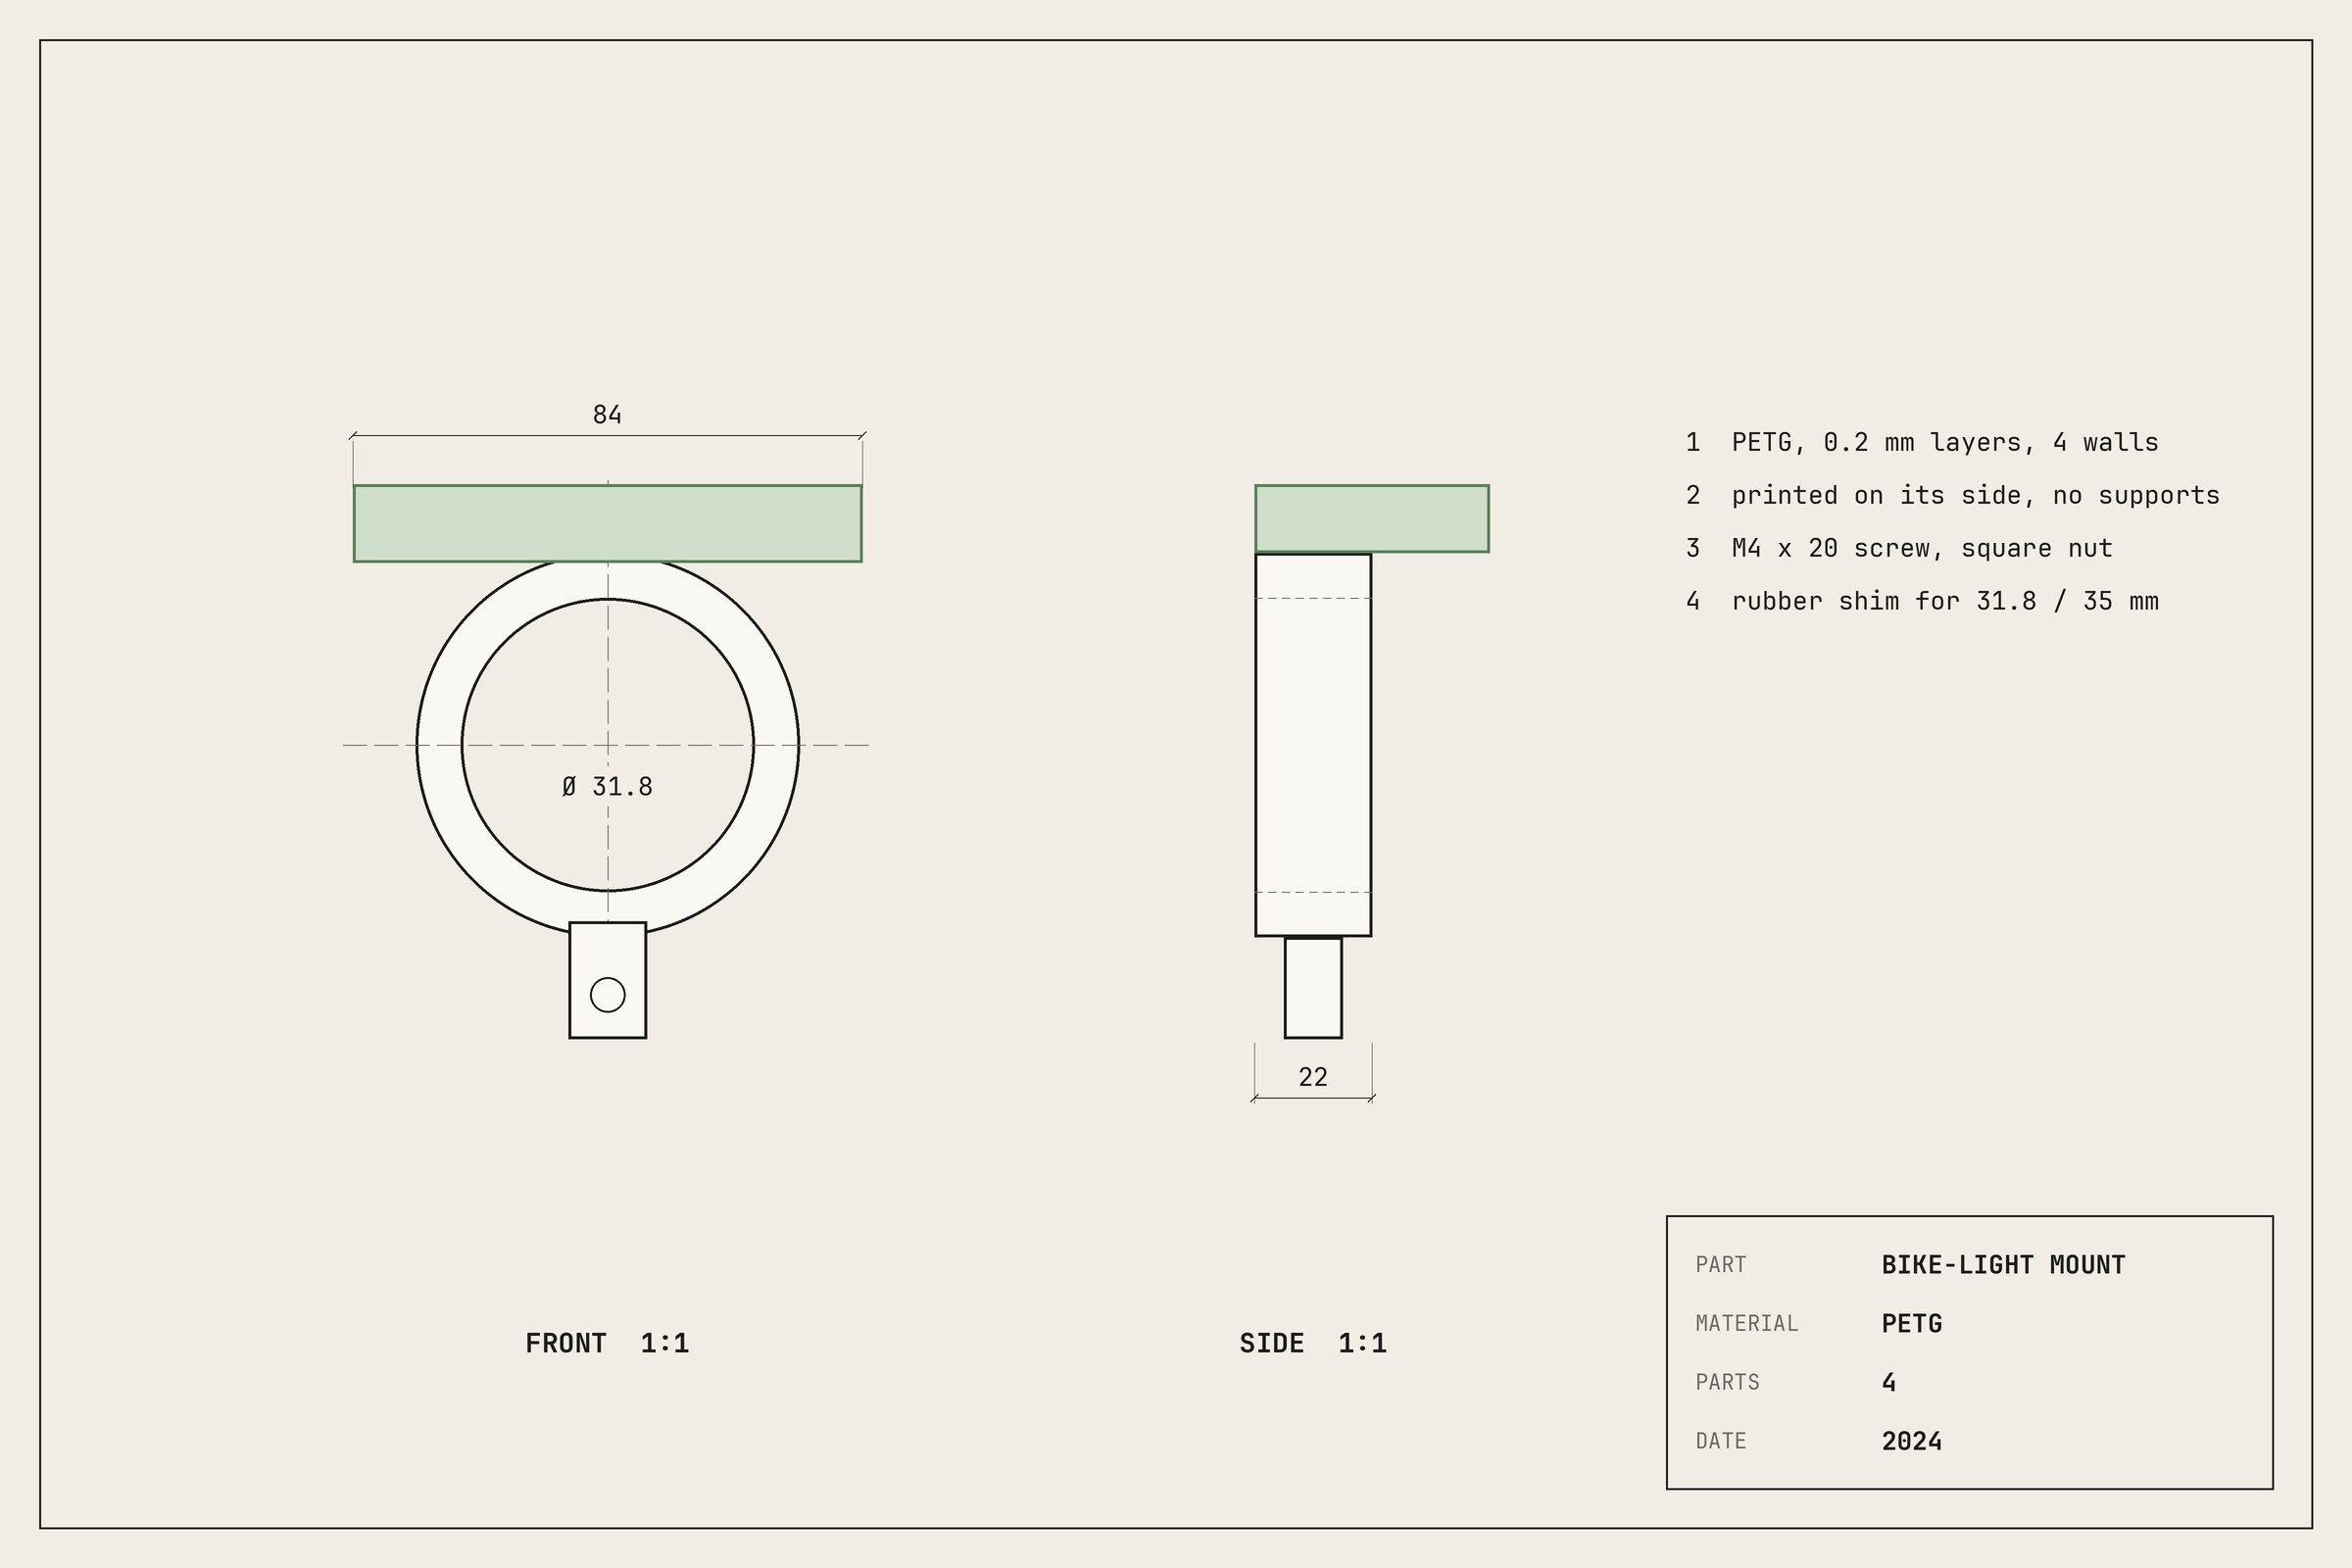 84
Ø 31.8
22
FRONT  1:1
SIDE  1:1
1  PETG, 0.2 mm layers, 4 walls
2  printed on its side, no supports
3  M4 x 20 screw, square nut
4  rubber shim for 31.8 / 35 mm
PART  BIKE-LIGHT MOUNT
MATERIAL  PETG
PARTS  4
DATE  2024